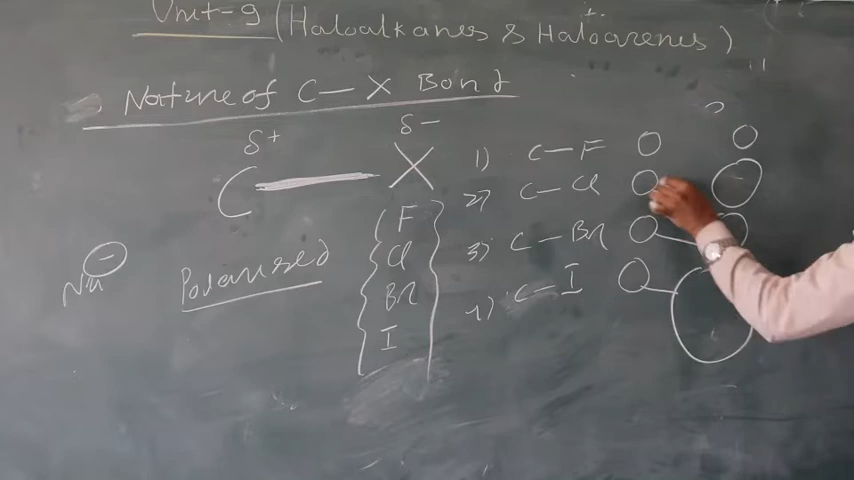 Unit-9 (Haloalkanes & Haloarenes)
Nature of C — X Bond
δ+ δ-
C — X
Polarised
Nu -
F
Cl
Br
I
1) C — F
2) C — Cl
3) C — Br
4) C — I